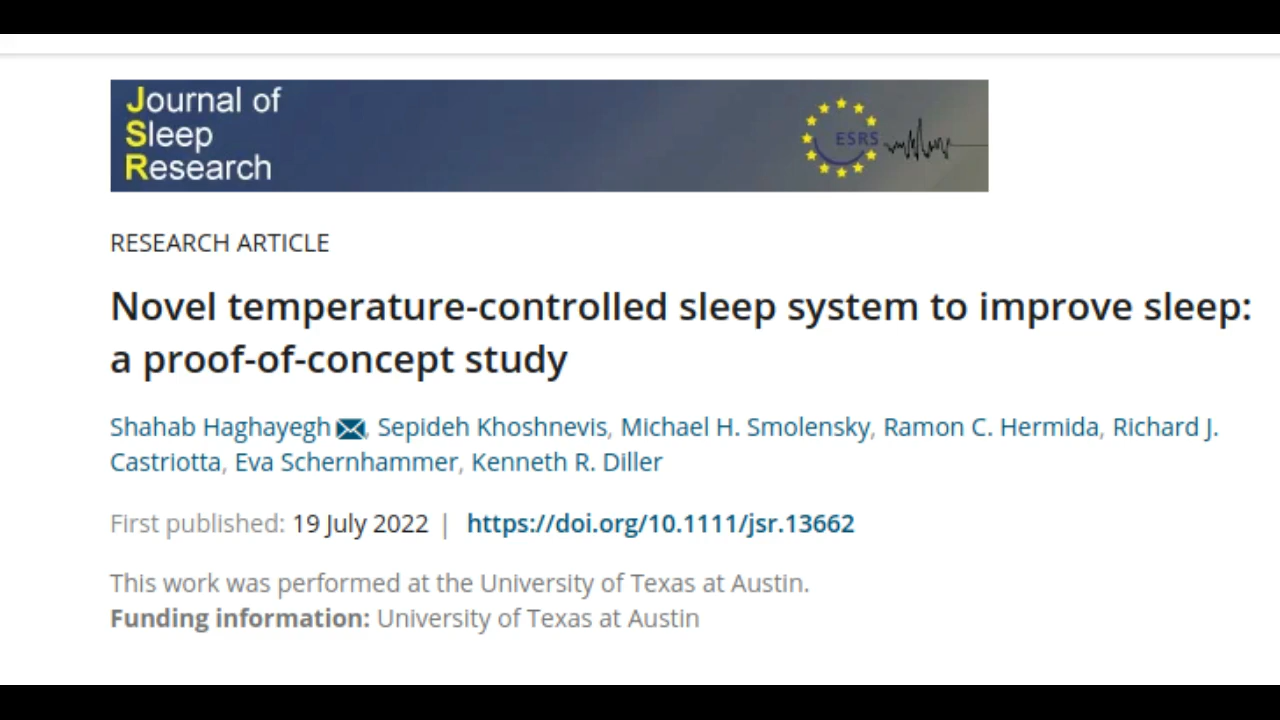 Journal of
Sleep
Research
ESRS
RESEARCH ARTICLE
Novel temperature-controlled sleep system to improve sleep:
a proof-of-concept study
Shahab Haghayegh, Sepideh Khoshnevis, Michael H. Smolensky, Ramon C. Hermida, Richard J.
Castriotta, Eva Schernhammer, Kenneth R. Diller
First published: 19 July 2022 | https://doi.org/10.1111/jsr.13662
This work was performed at the University of Texas at Austin.
Funding information: University of Texas at Austin